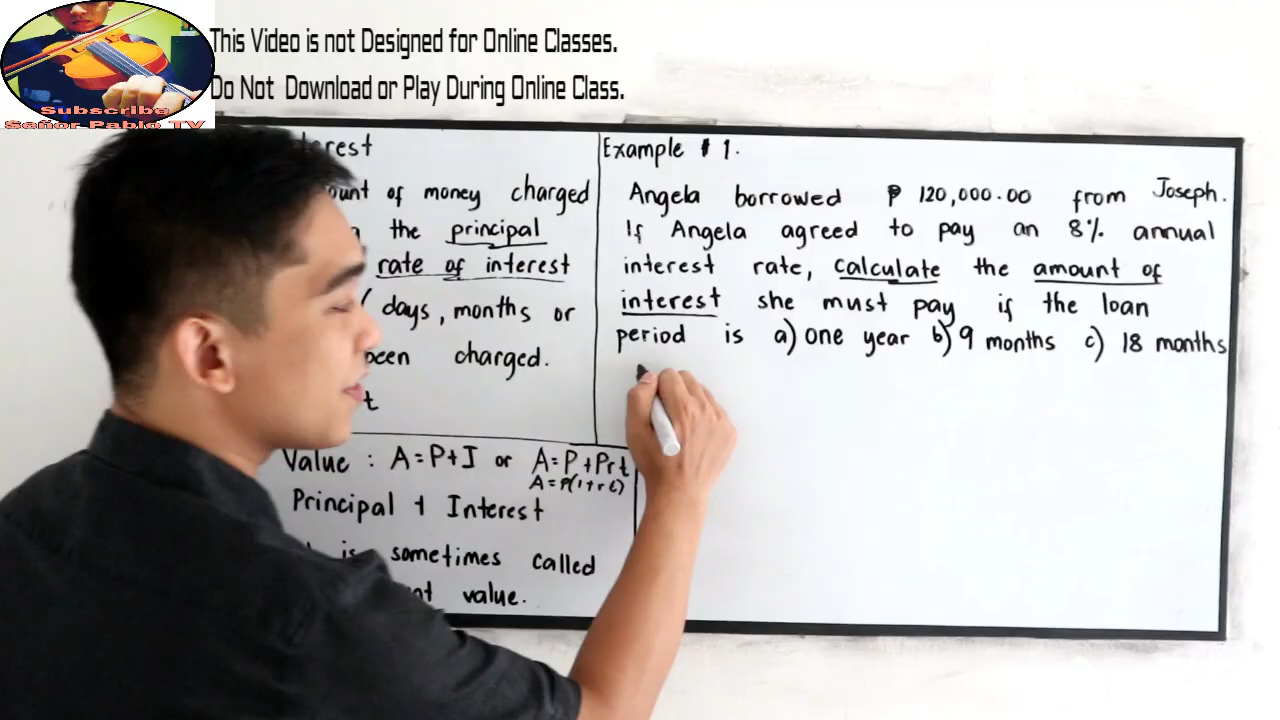 This Video is not Designed for Online Classes.
Do Not Download or Play During Online Class.
Subscribe
Señor Pablo TV
of money charged
the principal
rate of interest
days, months or
been charged.
Value : A = P + I or A = P + Prt
A = P(1 + rt)
Principal + Interest
is sometimes called
value.
Example # 1.
Angela borrowed ₱ 120,000.00 from Joseph.
If Angela agreed to pay an 8% annual
interest rate, calculate the amount of
interest she must pay if the loan
period is a) one year b) 9 months c) 18 months